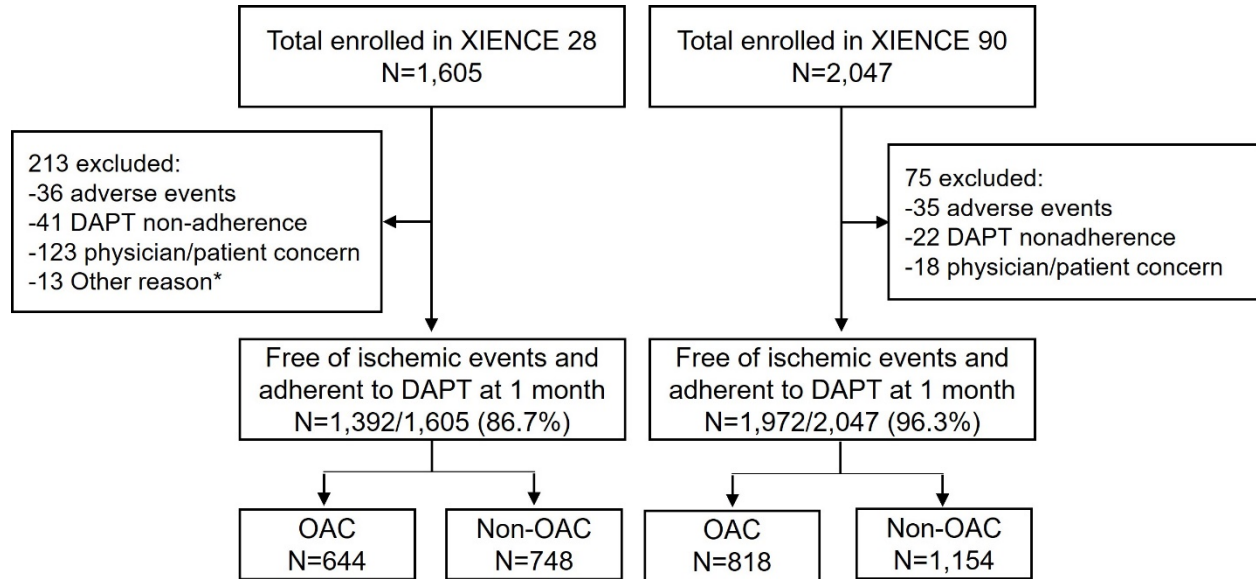 Total enrolled in XIENCE 28
N=1,605
Total enrolled in XIENCE 90
N=2,047
213 excluded:
-36 adverse events
-41 DAPT non-adherence
-123 physician/patient concern
-13 Other reason*
75 excluded:
-35 adverse events
-22 DAPT nonadherence
-18 physician/patient concern
Free of ischemic events and
adherent to DAPT at 1 month
N=1,392/1,605 (86.7%)
Free of ischemic events and
adherent to DAPT at 1 month
N=1,972/2,047 (96.3%)
OAC
N=644
Non-OAC
N=748
OAC
N=818
Non-OAC
N=1,154